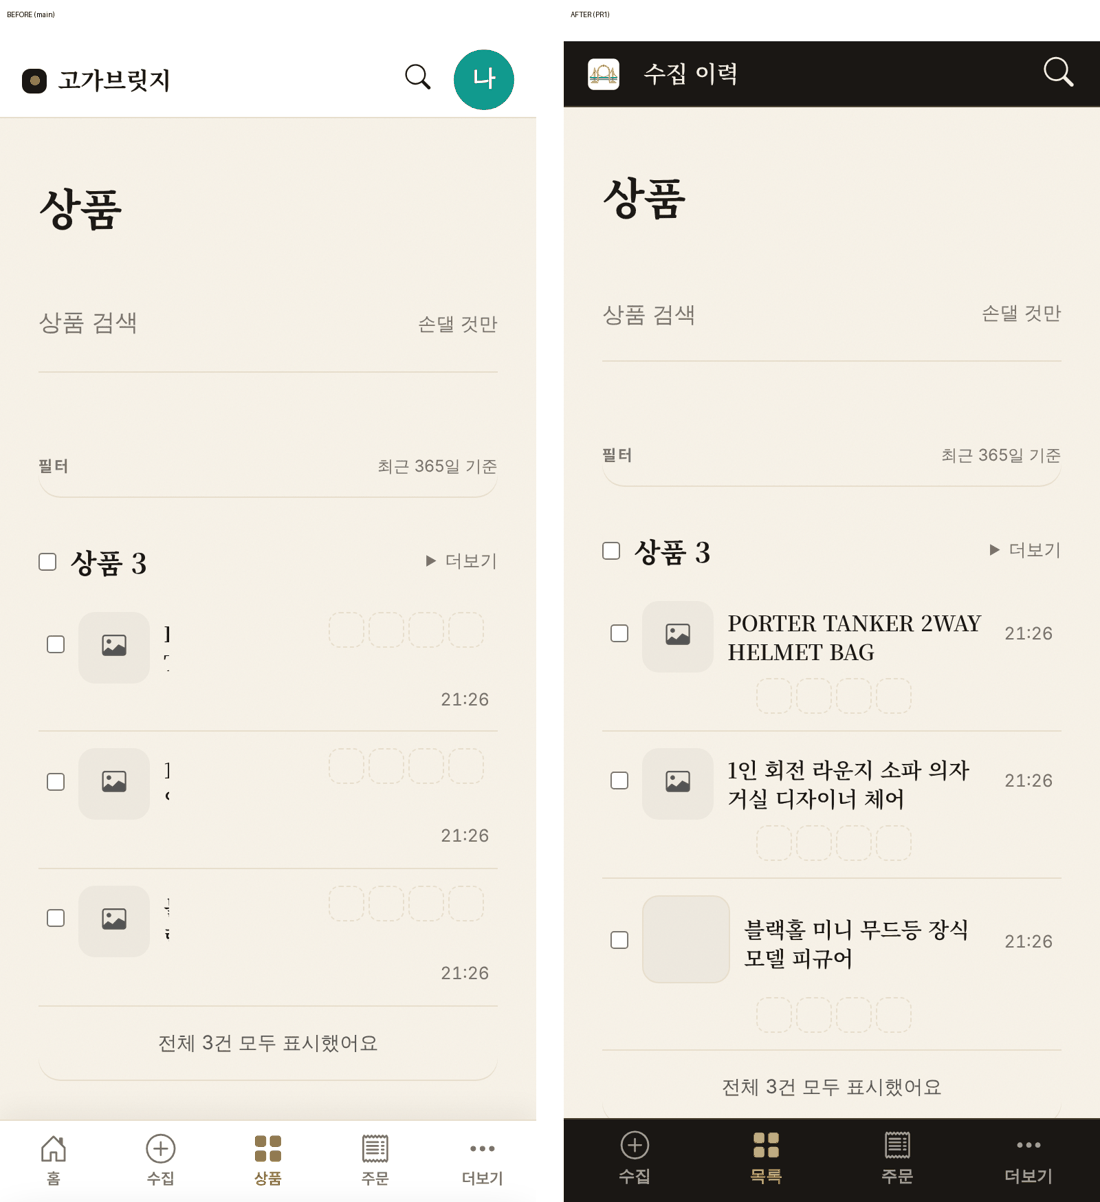 BEFORE (main)
고가브릿지
나
상품
상품 검색 손댈 것만
필터 최근 365일 기준
상품 3 ▶ 더보기
21:26
21:26
21:26
전체 3건 모두 표시했어요
홈 수집 상품 주문 더보기
AFTER (PR1)
수집 이력
상품
상품 검색 손댈 것만
필터 최근 365일 기준
상품 3 ▶ 더보기
PORTER TANKER 2WAY 21:26
HELMET BAG
1인 회전 라운지 소파 의자 21:26
거실 디자이너 체어
블랙홀 미니 무드등 장식 21:26
모델 피규어
전체 3건 모두 표시했어요
수집 목록 주문 더보기